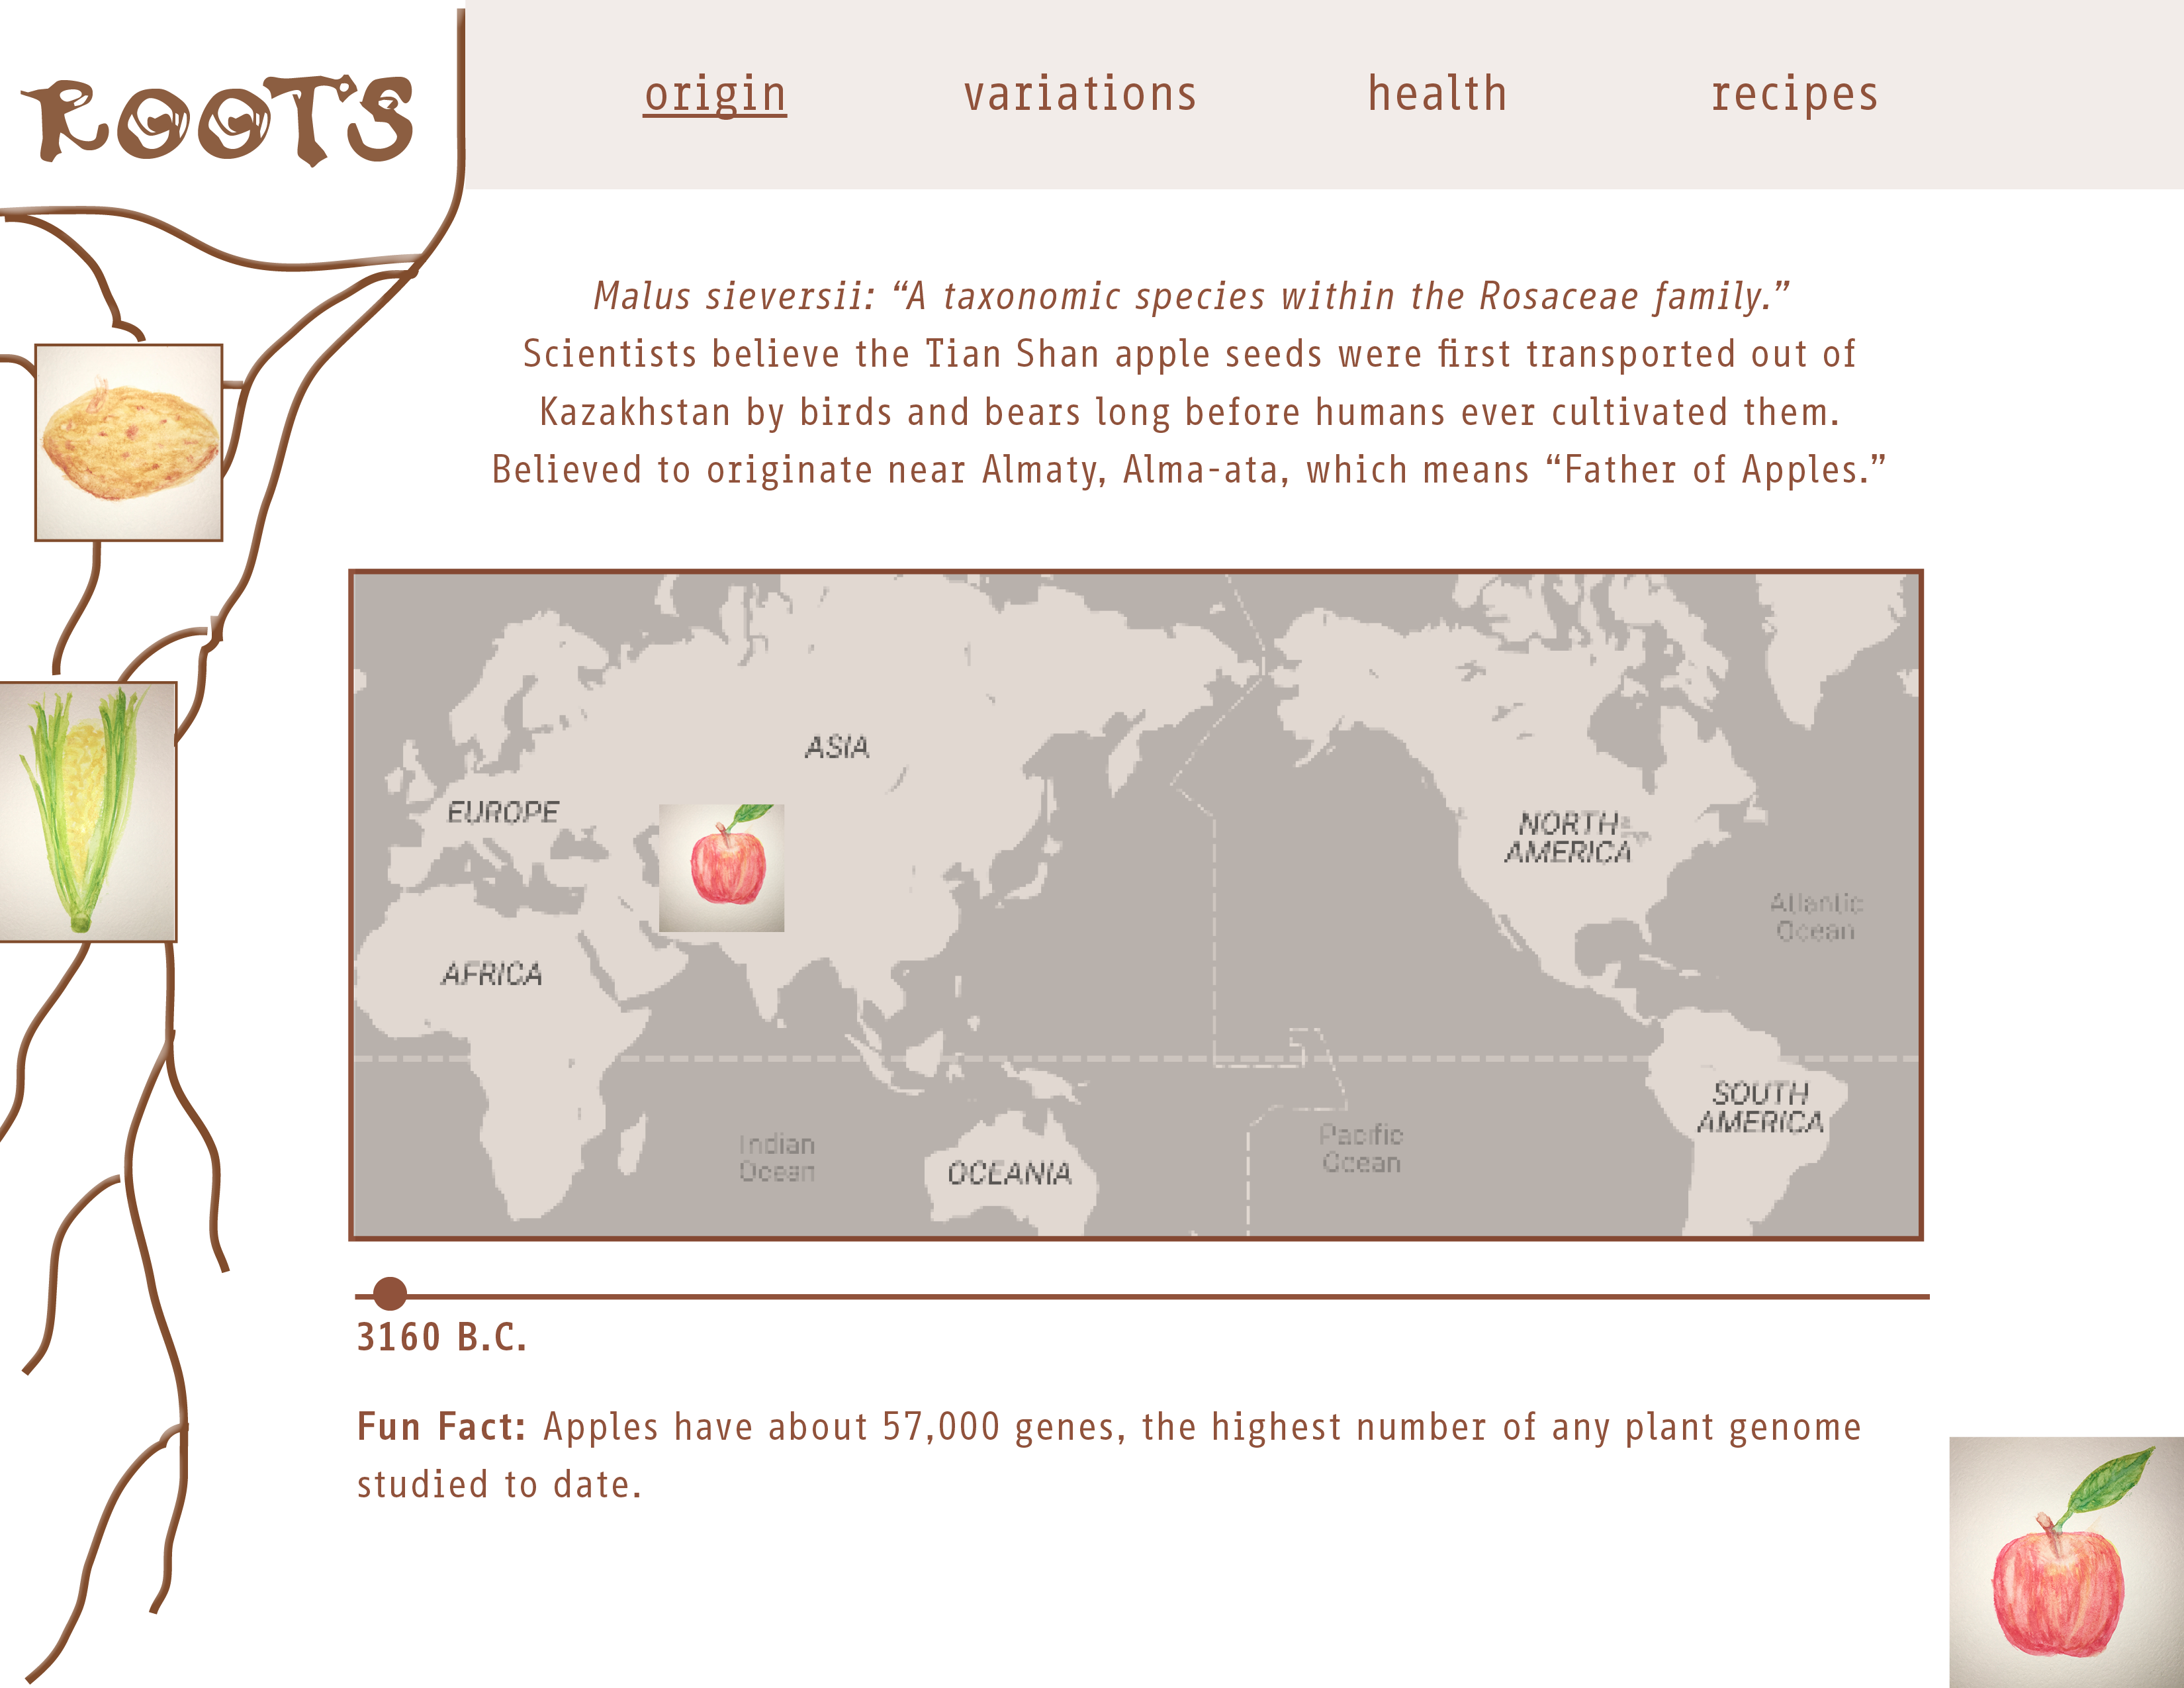 ROOTS
origin variations health recipes
Malus sieversii: “A taxonomic species within the Rosaceae family.”
Scientists believe the Tian Shan apple seeds were first transported out of
Kazakhstan by birds and bears long before humans ever cultivated them.
Believed to originate near Almaty, Alma-ata, which means “Father of Apples.”
ASIA
EUROPE
NORTH
AMERICA
Atlantic
Ocean
AFRICA
SOUTH
AMERICA
Indian
Ocean
OCEANIA
Pacific
Ocean
3160 B.C.
Fun Fact: Apples have about 57,000 genes, the highest number of any plant genome
studied to date.